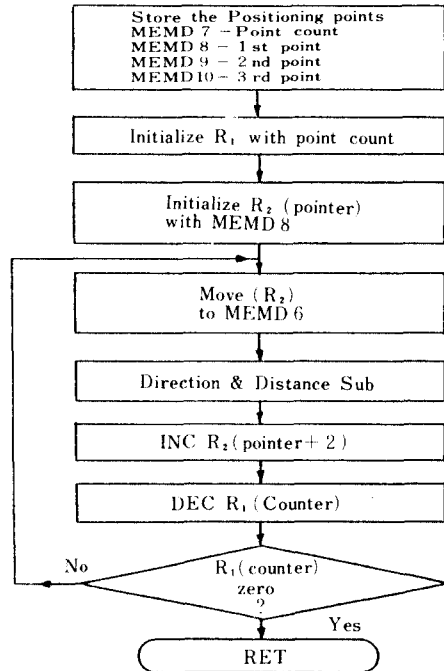 Store the Positioning points
MEMD 7 – Point count
MEMD 8 – 1 st point
MEMD 9 – 2 nd point
MEMD 10 – 3 rd point
Initialize R₁ with point count
Initialize R₂ (pointer)
with MEMD 8
Move (R₂)
to MEMD 6
Direction & Distance Sub
INC R₂ (pointer + 2)
DEC R₁ (Counter)
No
R₁ (counter)
zero
?
Yes
RET